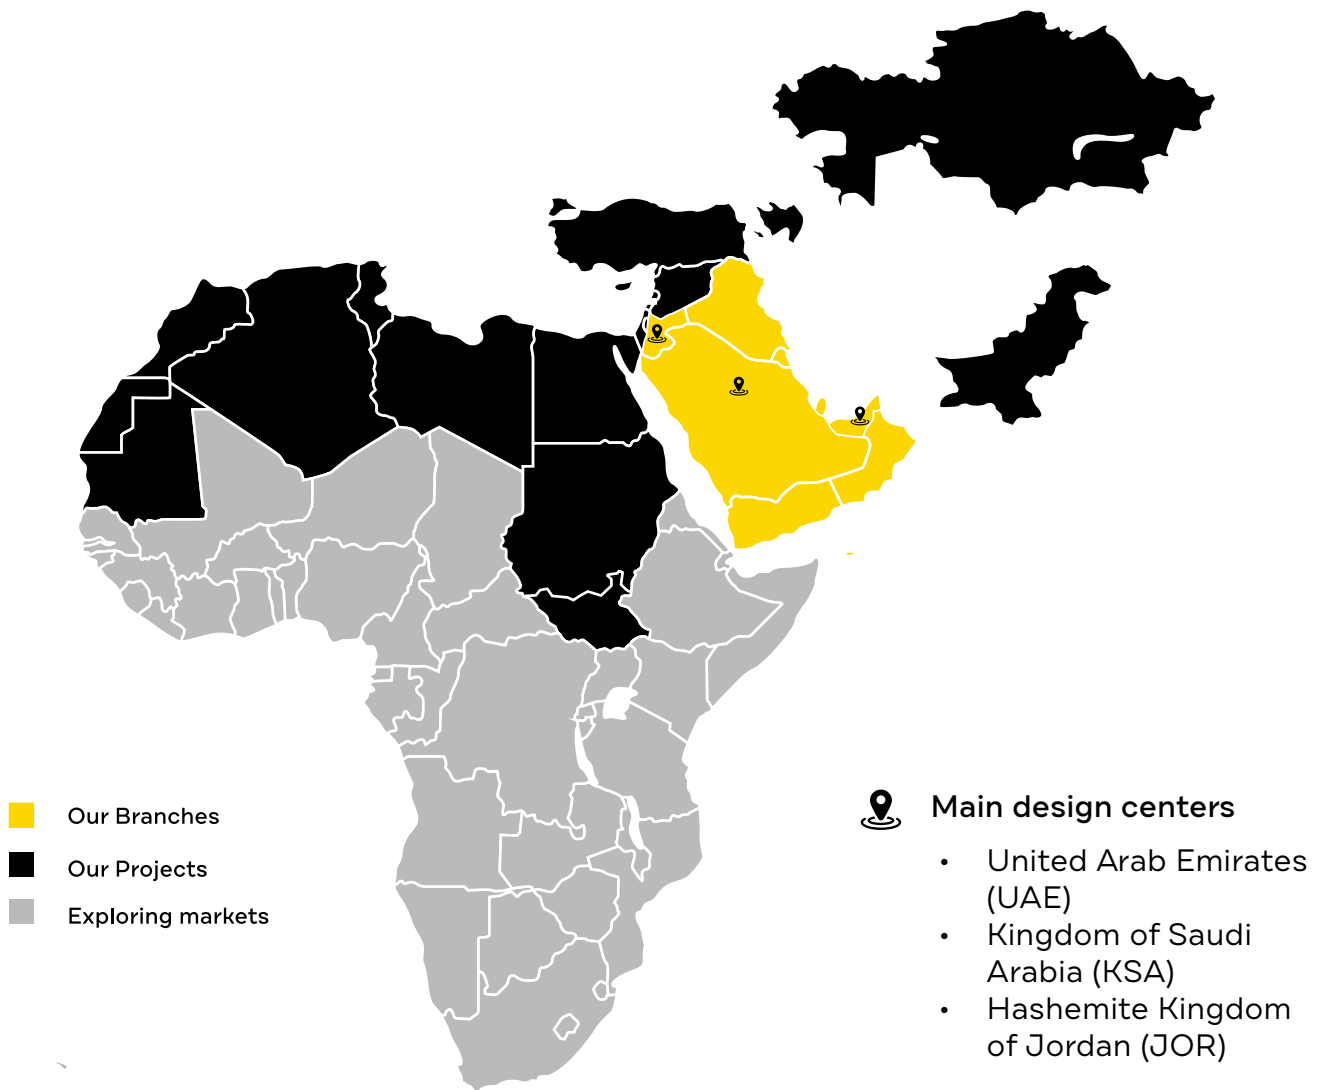 Our Branches
Our Projects
Exploring markets
Main design centers
• United Arab Emirates
(UAE)
• Kingdom of Saudi
Arabia (KSA)
• Hashemite Kingdom
of Jordan (JOR)